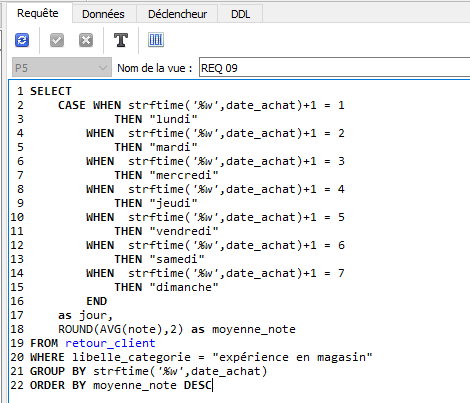 Requête Données Déclencheur DDL
P5 Nom de la vue : REQ 09
1 SELECT
2 CASE WHEN strftime('%w',date_achat)+1 = 1
3 THEN "lundi"
4 WHEN strftime('%w',date_achat)+1 = 2
5 THEN "mardi"
6 WHEN strftime('%w',date_achat)+1 = 3
7 THEN "mercredi"
8 WHEN strftime('%w',date_achat)+1 = 4
9 THEN "jeudi"
10 WHEN strftime('%w',date_achat)+1 = 5
11 THEN "vendredi"
12 WHEN strftime('%w',date_achat)+1 = 6
13 THEN "samedi"
14 WHEN strftime('%w',date_achat)+1 = 7
15 THEN "dimanche"
16 END
17 as jour,
18 ROUND(AVG(note),2) as moyenne_note
19 FROM retour_client
20 WHERE libelle_categorie = "expérience en magasin"
21 GROUP BY strftime('%w',date_achat)
22 ORDER BY moyenne_note DESC